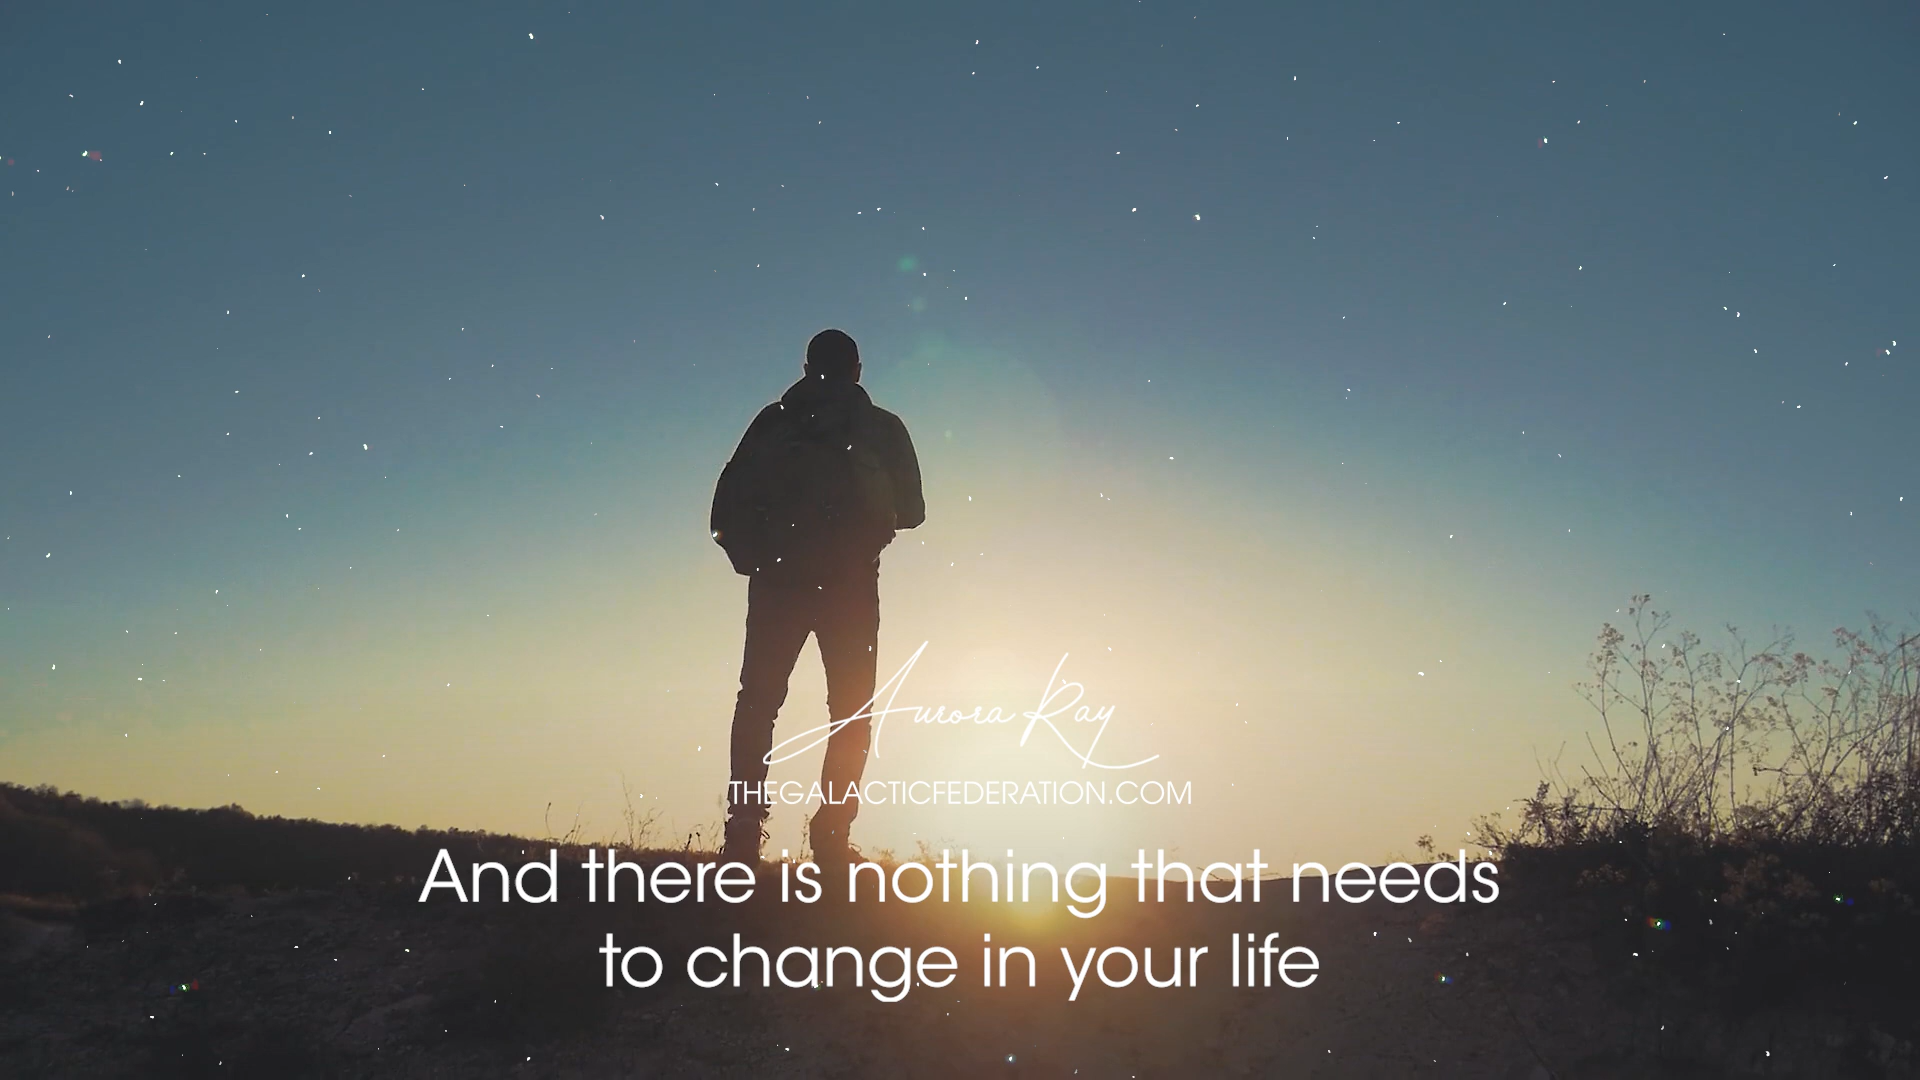 Aurora Ray
THEGALACTICFEDERATION.COM
And there is nothing that needs
to change in your life